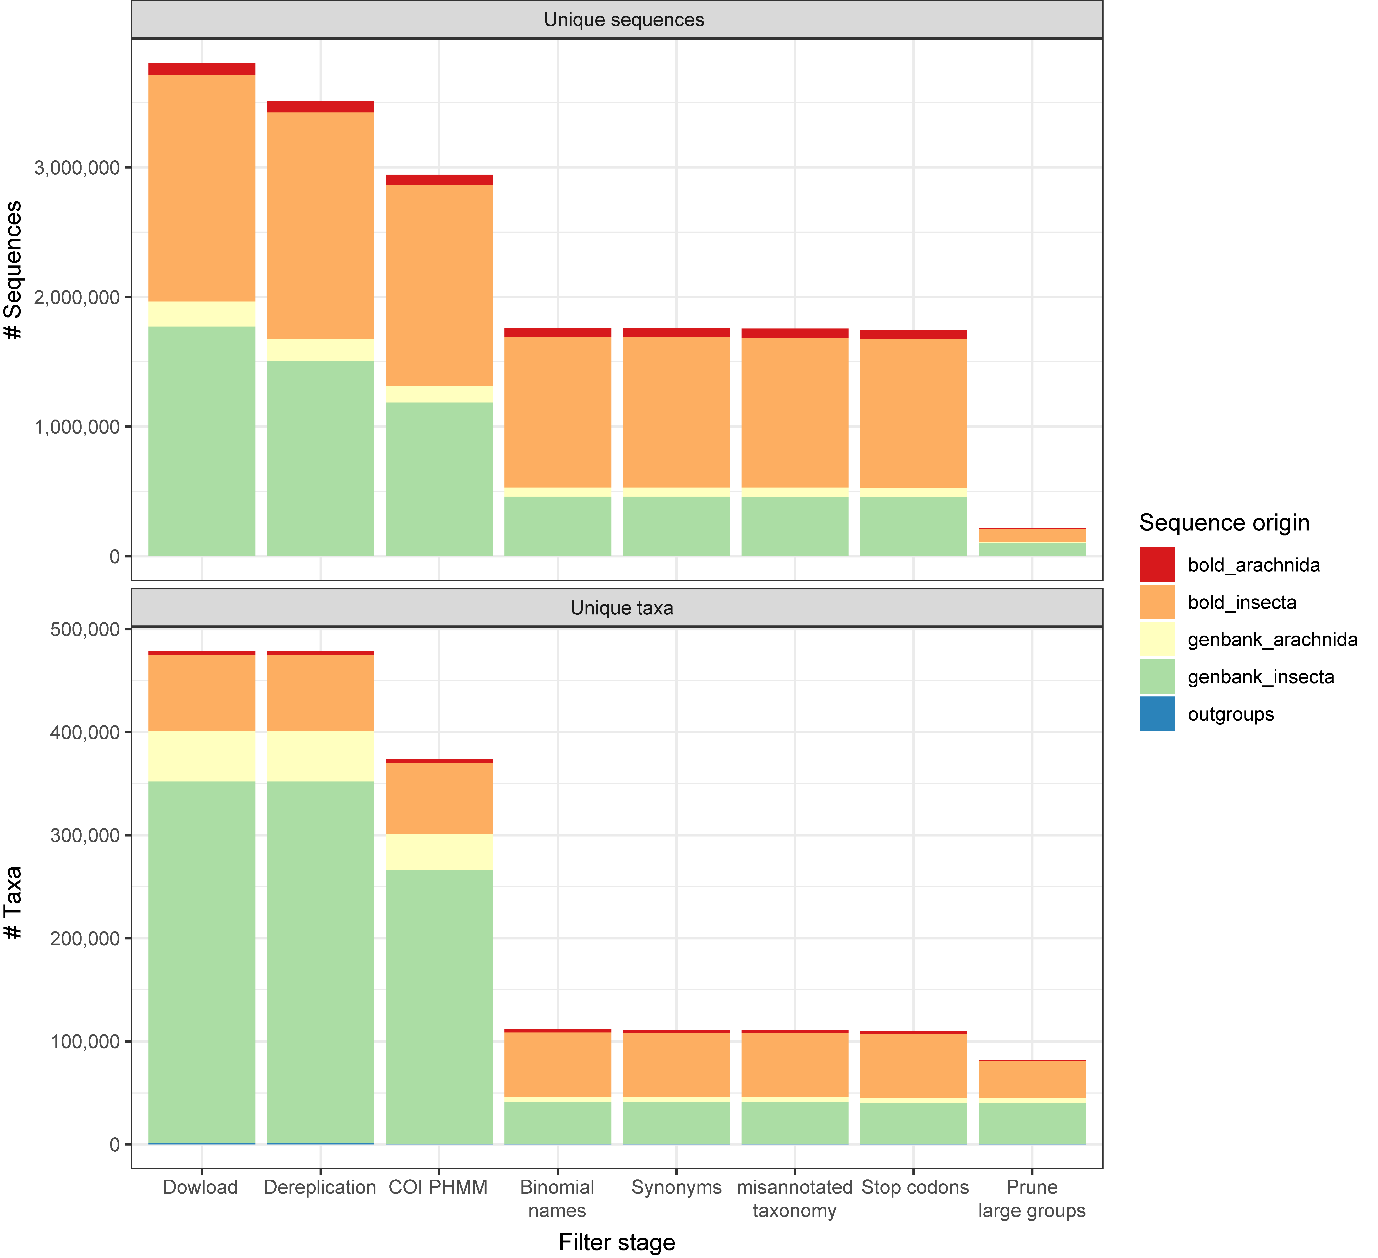 Unique sequences
# Sequences
3,000,000
2,000,000
1,000,000
0
Unique taxa
# Taxa
500,000
400,000
300,000
200,000
100,000
0
Dowload
Dereplication
COI PHMM
Binomial
names
Synonyms
misannotated
taxonomy
Stop codons
Prune
large groups
Filter stage
Sequence origin
bold_arachnida
bold_insecta
genbank_arachnida
genbank_insecta
outgroups